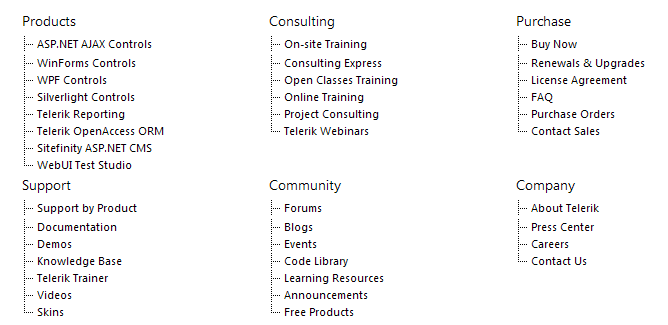 Products
ASP.NET AJAX Controls
WinForms Controls
WPF Controls
Silverlight Controls
Telerik Reporting
Telerik OpenAccess ORM
Sitefinity ASP.NET CMS
WebUI Test Studio
Consulting
On-site Training
Consulting Express
Open Classes Training
Online Training
Project Consulting
Telerik Webinars
Purchase
Buy Now
Renewals & Upgrades
License Agreement
FAQ
Purchase Orders
Contact Sales
Support
Support by Product
Documentation
Demos
Knowledge Base
Telerik Trainer
Videos
Skins
Community
Forums
Blogs
Events
Code Library
Learning Resources
Announcements
Free Products
Company
About Telerik
Press Center
Careers
Contact Us